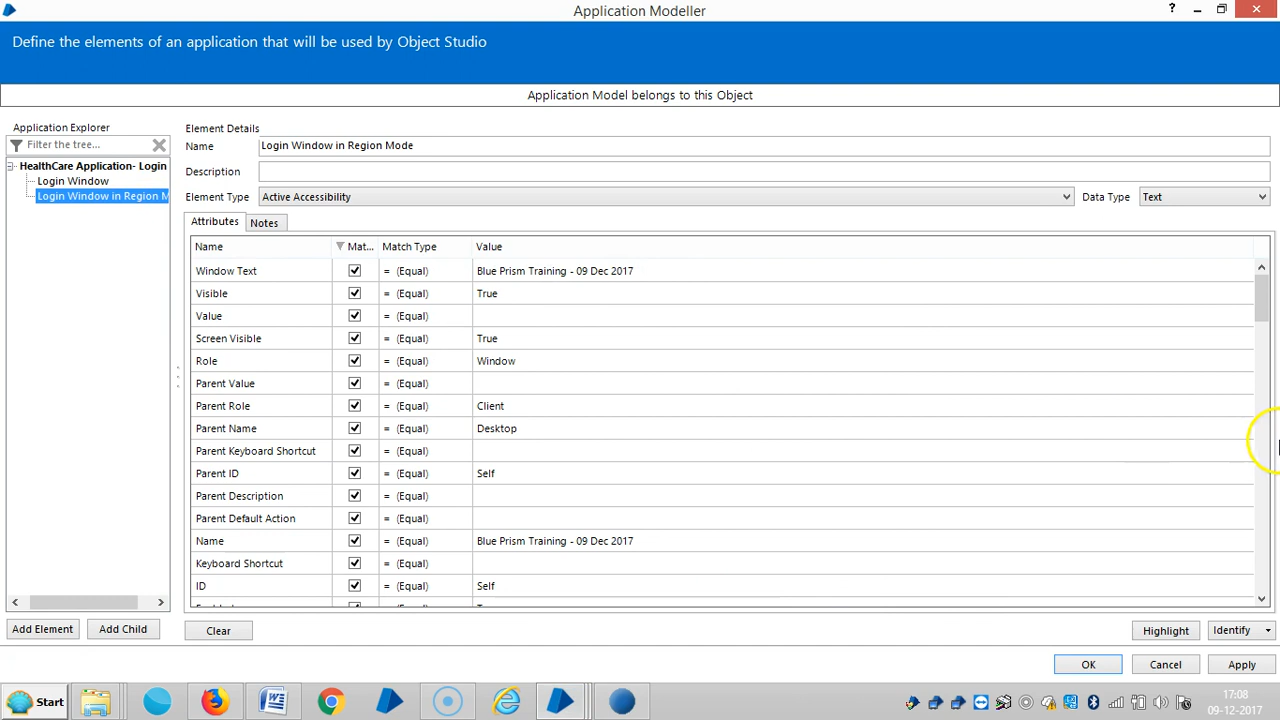 Application Modeller
?
Define the elements of an application that will be used by Object Studio
Application Model belongs to this Object
Application Explorer
Filter the tree...
HealthCare Application- Login
Login Window
Login Window in Region M
Element Details
Name Login Window in Region Mode
Description
Element Type Active Accessibility Data Type Text
Attributes Notes
Name Mat... Match Type Value
Window Text = (Equal) Blue Prism Training - 09 Dec 2017
Visible = (Equal) True
Value = (Equal)
Screen Visible = (Equal) True
Role = (Equal) Window
Parent Value = (Equal)
Parent Role = (Equal) Client
Parent Name = (Equal) Desktop
Parent Keyboard Shortcut = (Equal)
Parent ID = (Equal) Self
Parent Description = (Equal)
Parent Default Action = (Equal)
Name = (Equal) Blue Prism Training - 09 Dec 2017
Keyboard Shortcut = (Equal)
ID = (Equal) Self
Add Element Add Child Clear Highlight Identify
OK Cancel Apply
Start
17:08
09-12-2017